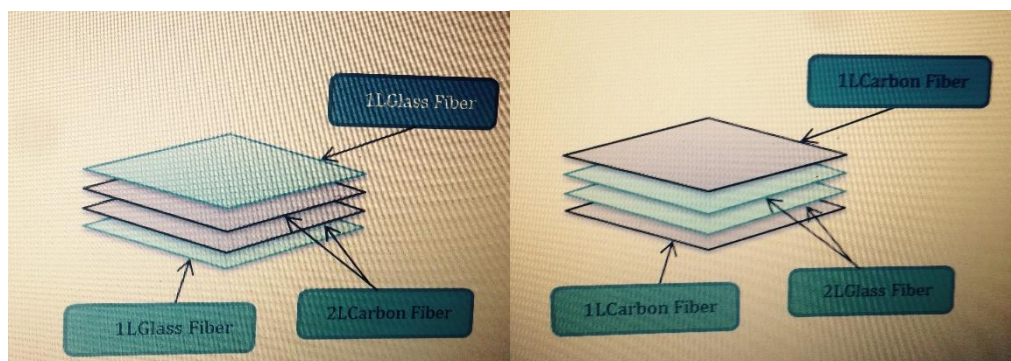 1LGlass Fiber
1LGlass Fiber
2LCarbon Fiber
1LCarbon Fiber
1LCarbon Fiber
2LGlass Fiber